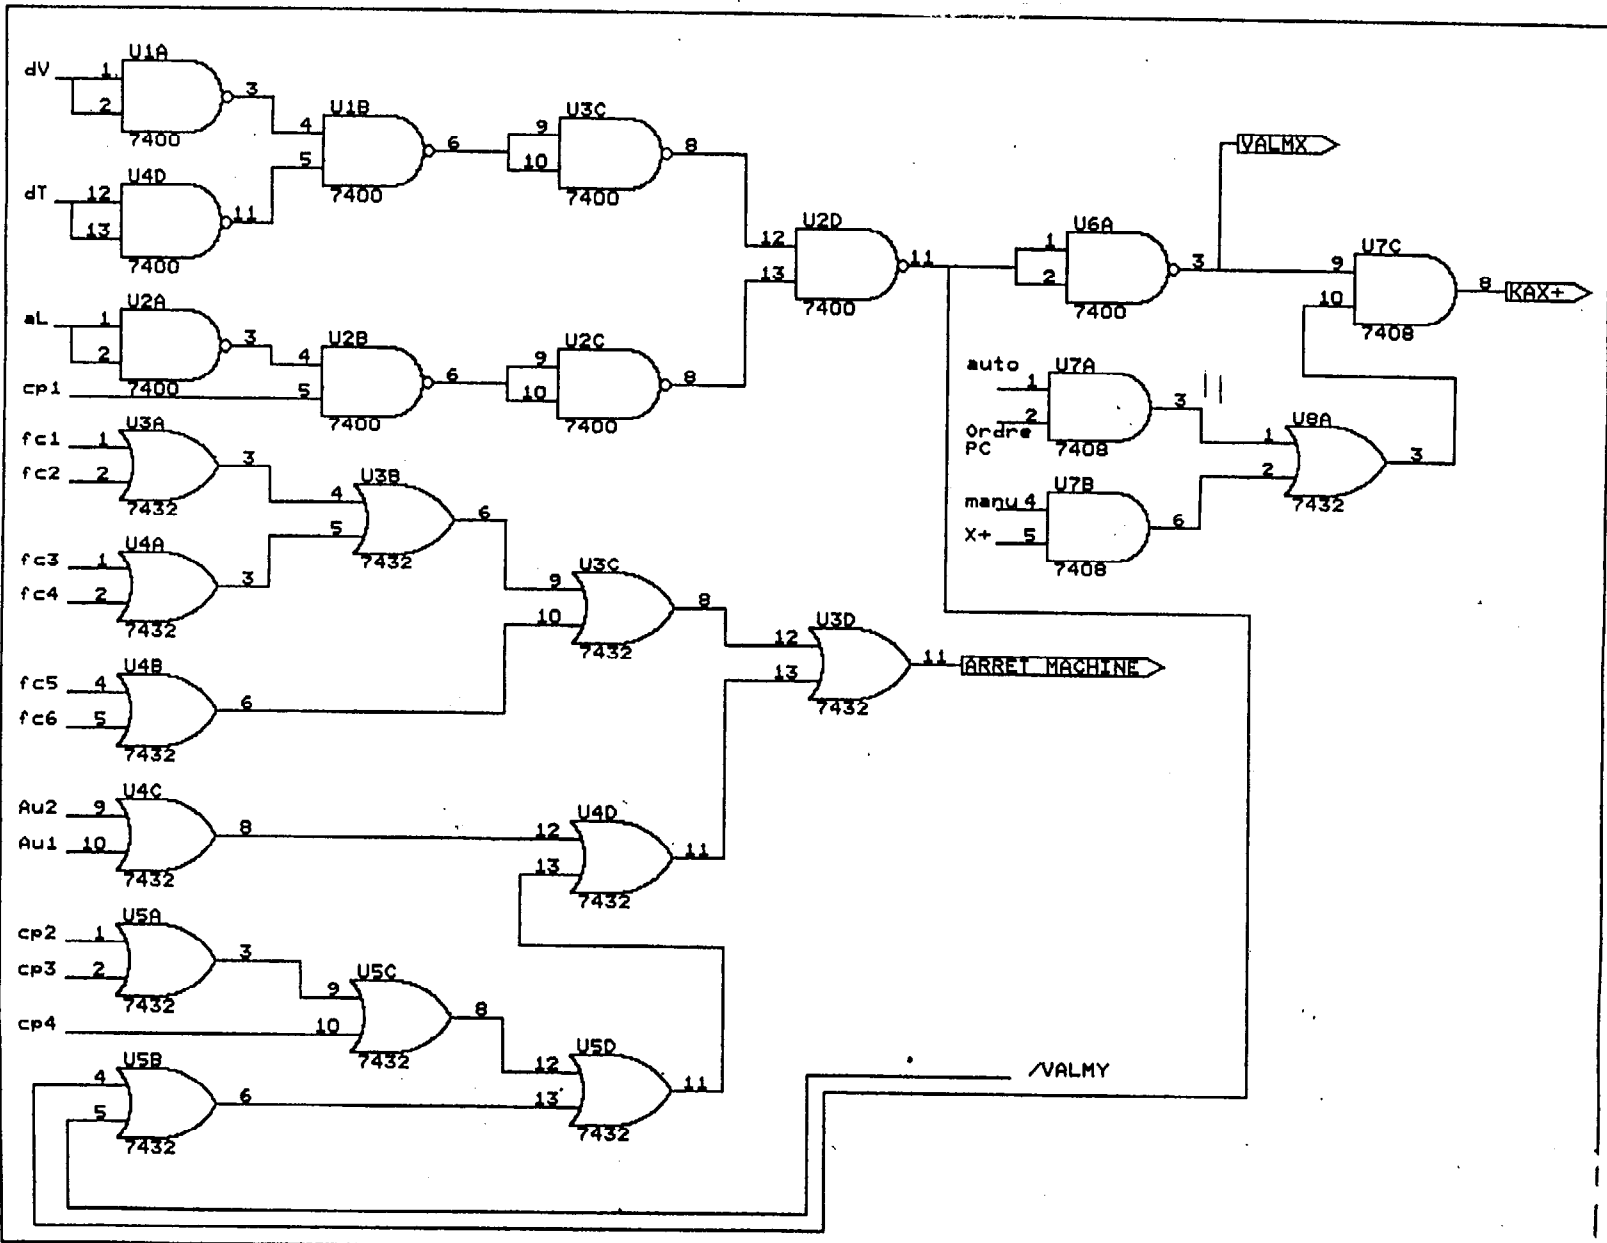 U1A
dV 1 3
2
7400
U1B
4 6
5
7400
U3C
9 8
10
7400
VALMX
U4D
dT 12 11
13
7400
U2D
12 11
13
7400
U6A
1 3
2
7400
U7C
9 8 KAX+
10
7408
U2A
aL 1 3
2
7400
cp1
U2B
4 6
5
7400
U2C
9 8
10
7400
auto U7A
1 3
2
Ordre
PC
7408
U8A
1 3
2
7432
manu 4 U7B
X+ 5 6
7408
U3A
fc1 1 3
fc2 2
7432
U3B
4 6
5
7432
U4A
fc3 1 3
fc4 2
7432
U3C
9 8
10
7432
U3D
12 11 ARRET MACHINE
13
7432
U4B
fc5 4 6
fc6 5
7432
U4C
Au2 9 8
Au1 10
7432
U4D
12 11
13
7432
U5A
cp2 1 3
cp3 2
7432
cp4
U5C
9 8
10
7432
U5B
4 6
5
7432
U5D
12 11
13
7432
/VALMY